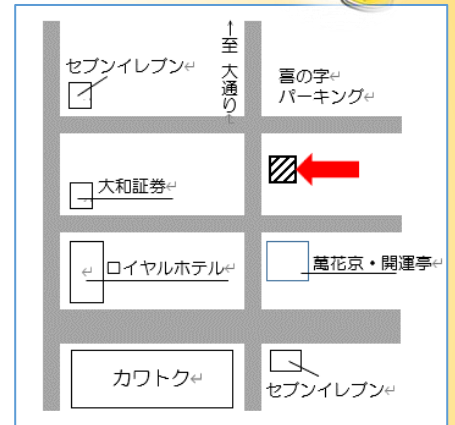 ←至 大通り
セブンイレブン
喜の字
パーキング
大和証券
ロイヤルホテル
萬花京・開運亭
カワトク
セブンイレブン